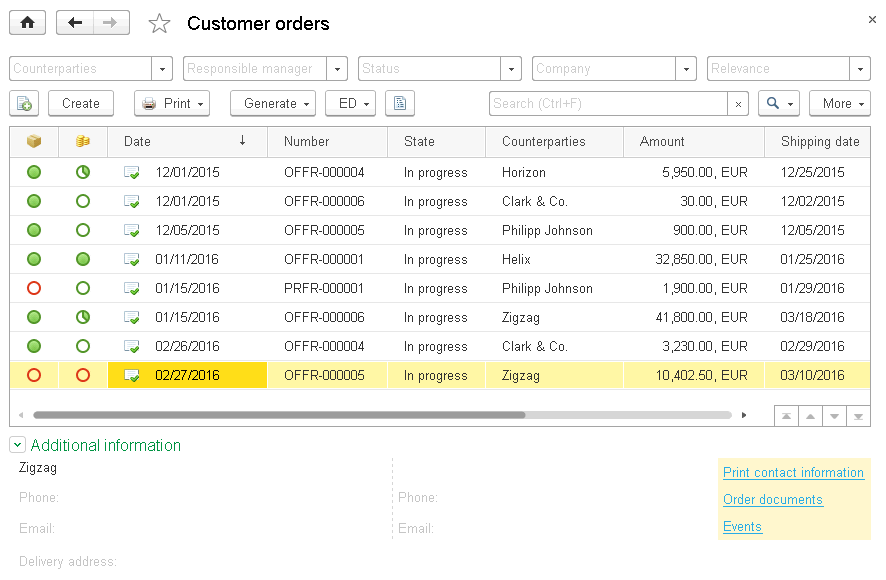 Customer orders
Counterparties Responsible manager Status Company Relevance
Create Print Generate ED Search (Ctrl+F) × More
Date ↓ Number State Counterparties Amount Shipping date
12/01/2015 OFFR-000004 In progress Horizon 5,950.00, EUR 12/25/2015
12/01/2015 OFFR-000006 In progress Clark & Co. 30.00, EUR 12/02/2015
12/05/2015 OFFR-000005 In progress Philipp Johnson 900.00, EUR 12/05/2015
01/11/2016 OFFR-000001 In progress Helix 32,850.00, EUR 01/25/2016
01/15/2016 PRFR-000001 In progress Philipp Johnson 1,900.00, EUR 01/29/2016
01/15/2016 OFFR-000006 In progress Zigzag 41,800.00, EUR 03/18/2016
02/26/2016 OFFR-000004 In progress Clark & Co. 3,230.00, EUR 02/29/2016
02/27/2016 OFFR-000005 In progress Zigzag 10,402.50, EUR 03/10/2016
Additional information
Zigzag
Print contact information
Phone: Phone:
Order documents
Email: Email:
Events
Delivery address: